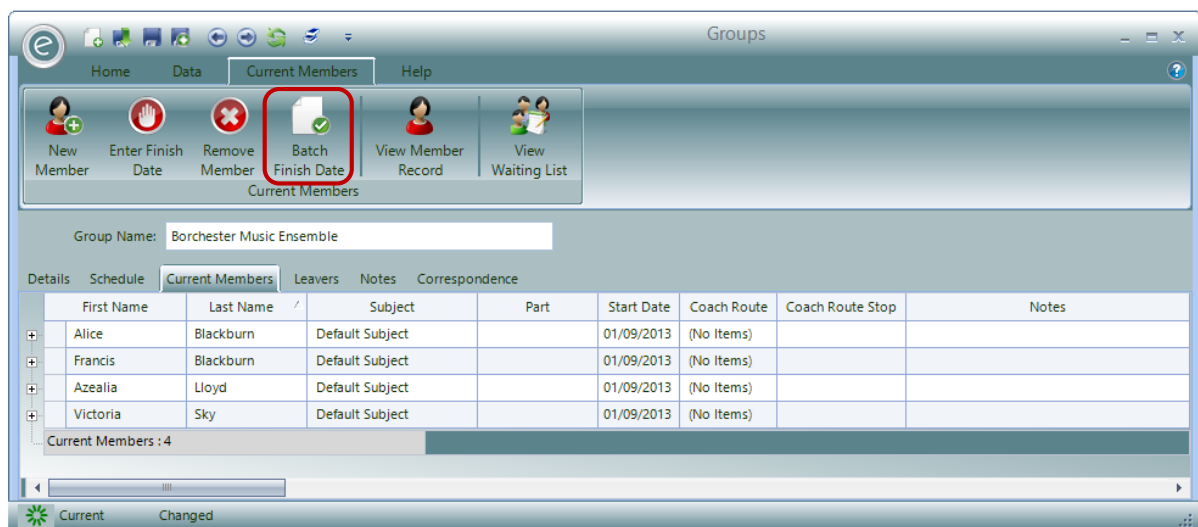 Groups
e
Home Data Current Members Help
New Member
Enter Finish Date
Remove Member
Batch Finish Date
View Member Record
View Waiting List
Current Members
Group Name: Borchester Music Ensemble
Details Schedule Current Members Leavers Notes Correspondence
First Name Last Name Subject Part Start Date Coach Route Coach Route Stop Notes
Alice Blackburn Default Subject 01/09/2013 (No Items)
Francis Blackburn Default Subject 01/09/2013 (No Items)
Azealia Lloyd Default Subject 01/09/2013 (No Items)
Victoria Sky Default Subject 01/09/2013 (No Items)
Current Members : 4
Current Changed